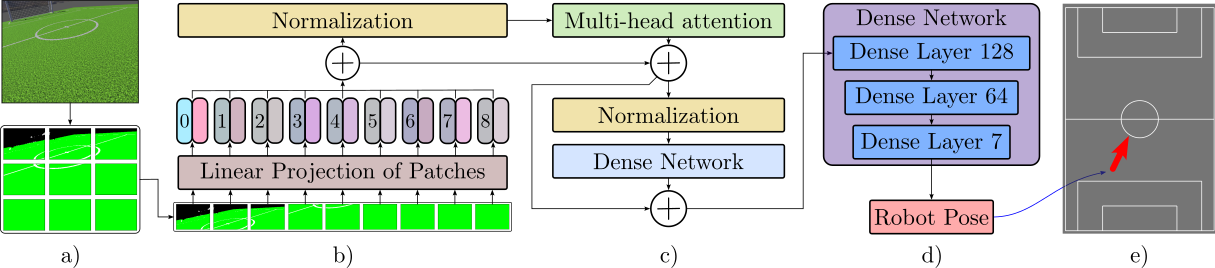 Normalization
Multi-head attention
Dense Network
Dense Layer 128
Dense Layer 64
Dense Layer 7
0 1 2 3 4 5 6 7 8
Normalization
Linear Projection of Patches
Dense Network
Robot Pose
a) b) c) d) e)